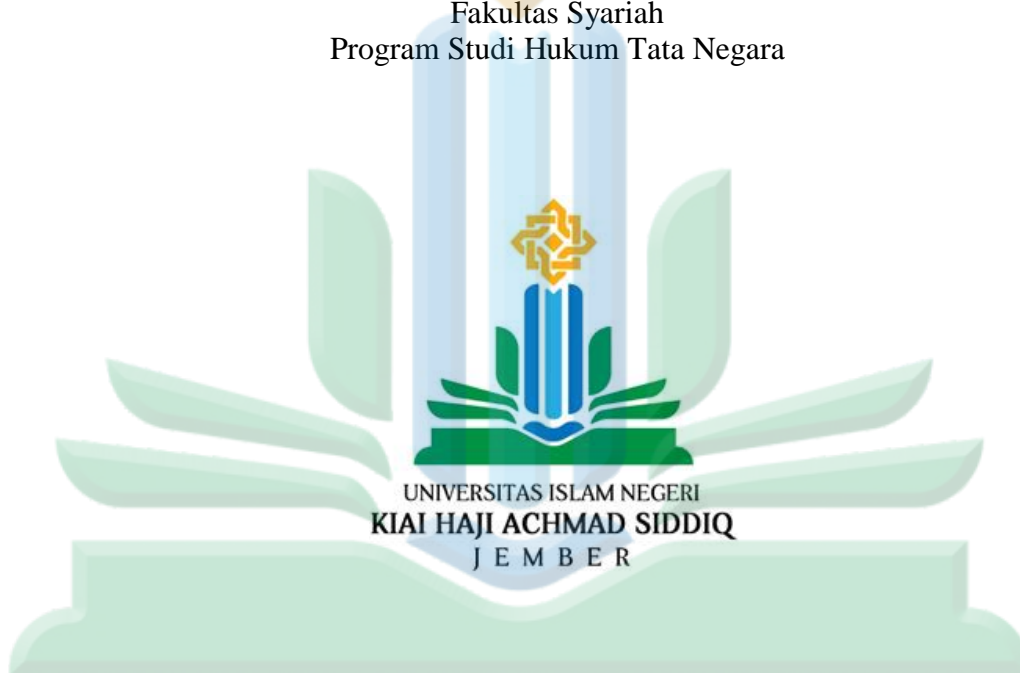 Fakultas Syariah
Program Studi Hukum Tata Negara
UNIVERSITAS ISLAM NEGERI
KIAI HAJI ACHMAD SIDDIQ
JEMBER